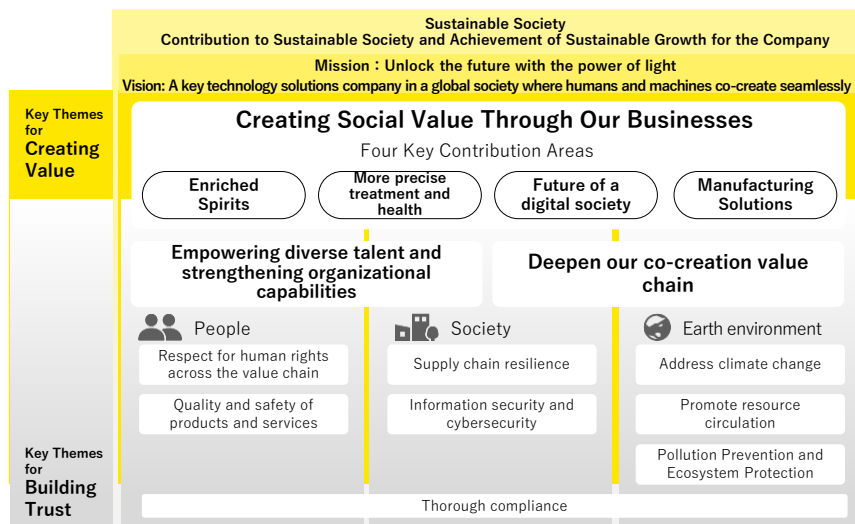 Sustainable Society
Contribution to Sustainable Society and Achievement of Sustainable Growth for the Company
Mission：Unlock the future with the power of light
Vision: A key technology solutions company in a global society where humans and machines co-create seamlessly
Key Themes
for
Creating
Value
Creating Social Value Through Our Businesses
Four Key Contribution Areas
Enriched
Spirits
More precise
treatment and
health
Future of a
digital society
Manufacturing
Solutions
Empowering diverse talent and
strengthening organizational
capabilities
Deepen our co-creation value
chain
People
Respect for human rights
across the value chain
Quality and safety of
products and services
Society
Supply chain resilience
Information security and
cybersecurity
Earth environment
Address climate change
Promote resource
circulation
Pollution Prevention and
Ecosystem Protection
Key Themes
for
Building
Trust
Thorough compliance